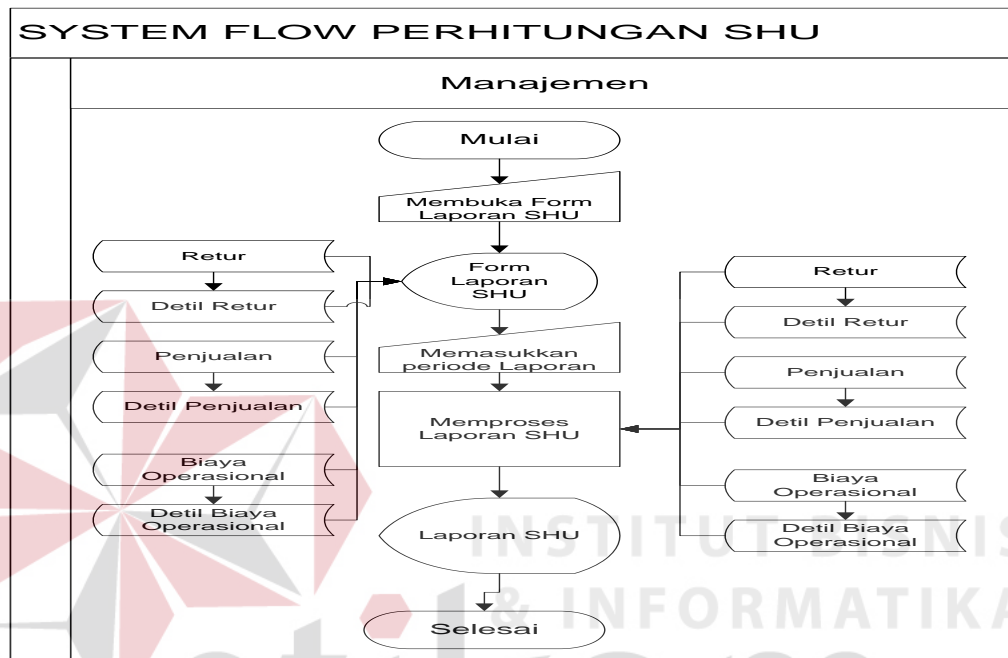 SYSTEM FLOW PERHITUNGAN SHU
Manajemen
Mulai
Membuka Form
Laporan SHU
Form
Laporan
SHU
Memasukkan
periode Laporan
Memproses
Laporan SHU
Laporan SHU
Selesai
Retur
Detil Retur
Penjualan
Detil Penjualan
Biaya
Operasional
Detil Biaya
Operasional
Retur
Detil Retur
Penjualan
Detil Penjualan
Biaya
Operasional
Detil Biaya
Operasional
INSTITUT BISNIS
& INFORMATIKA